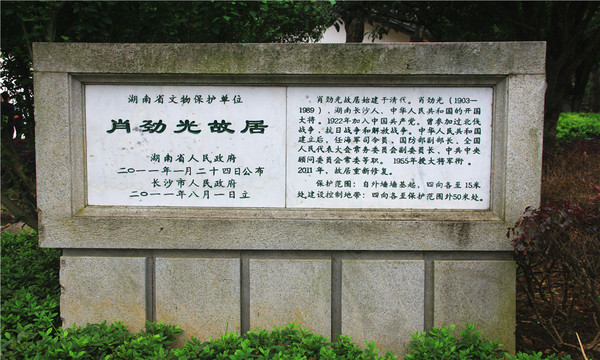 湖南省文物保护单位
肖劲光故居
湖南省人民政府
二〇一一年一月二十四日公布
长沙市人民政府
二〇一一年八月一日立
肖劲光故居始建于清代。肖劲光（1903—
1989），湖南长沙人，中华人民共和国的开国
大将。1922年加入中国共产党。曾参加过北伐
战争、抗日战争和解放战争。中华人民共和国
建立后，任海军司令员、国防部副部长、全国
人民代表大会常务委员会副委员长、中共中央
顾问委员会常委等职。1955年被大将军衔。
2011年，故居重新修复。
保护范围：自外墙墙基起，四向各至15米
处。建设控制地带：四向各至保护范围外50米处。